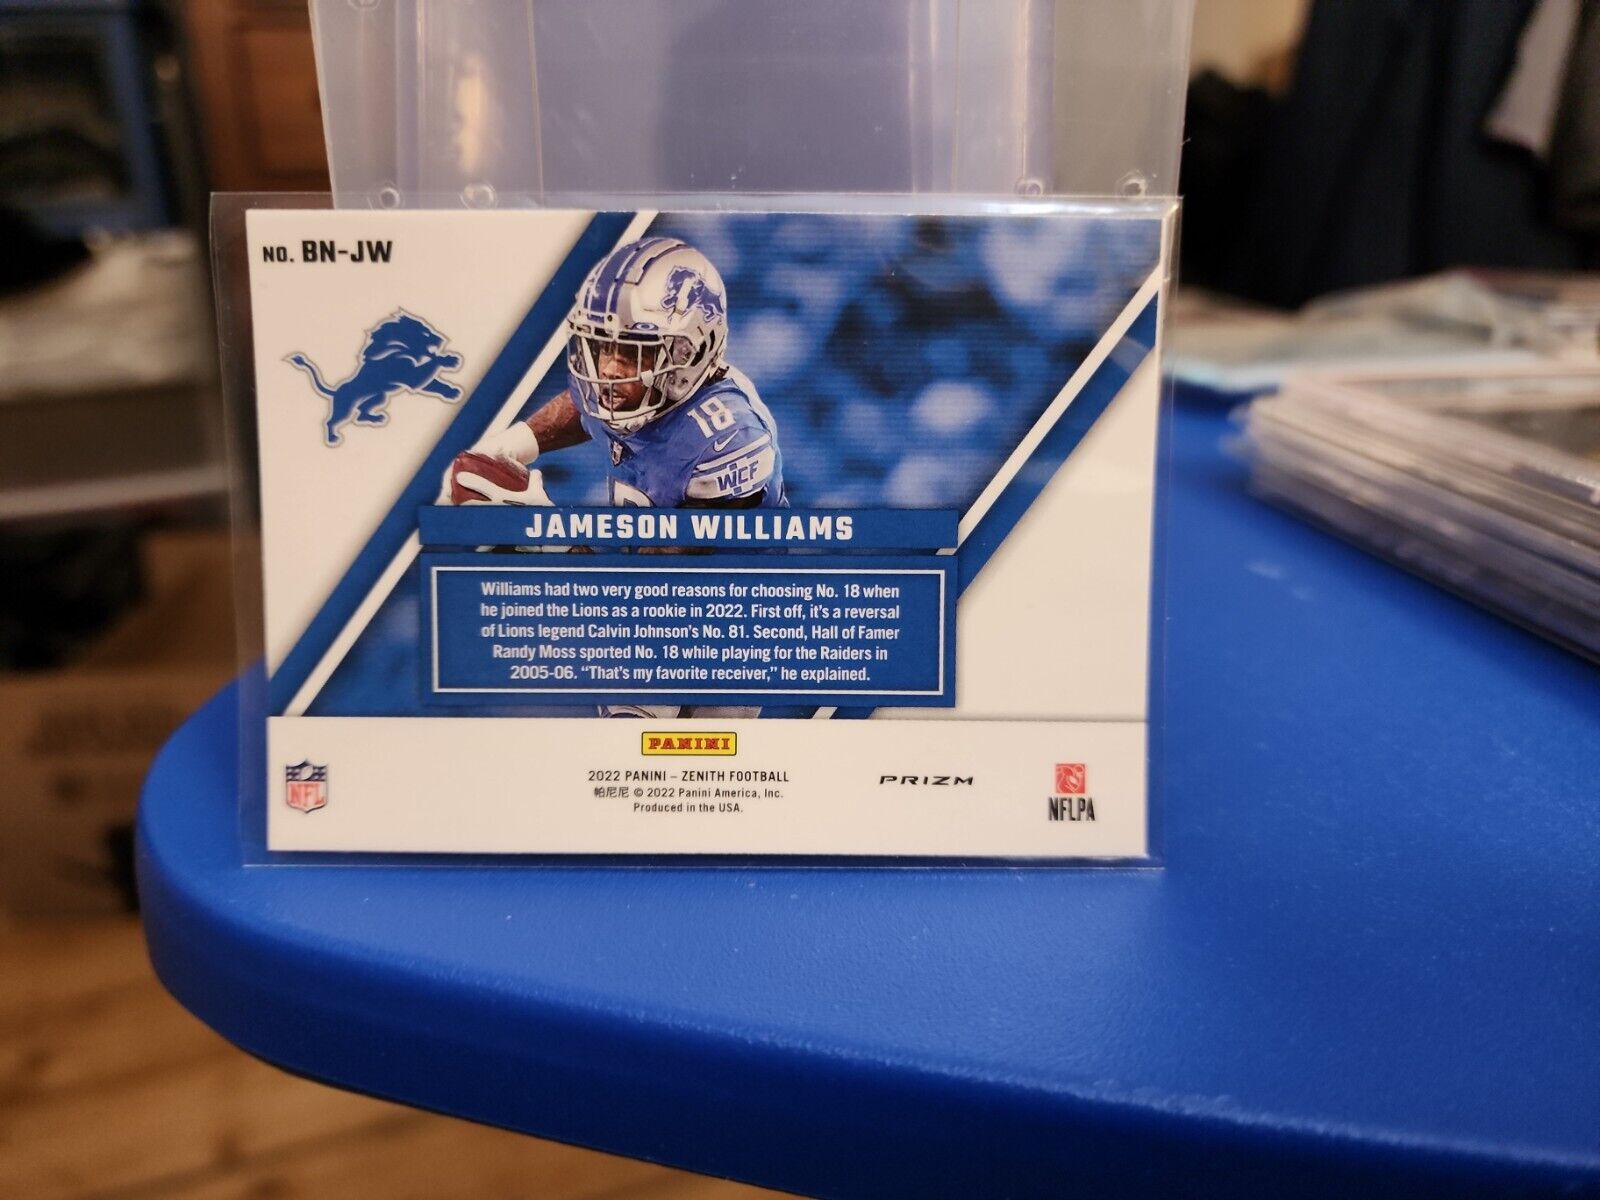 NO. BN-JW
18
WCF
JAMESON WILLIAMS
Williams had two very good reasons for choosing No. 18 when
he joined the Lions as a rookie in 2022. First off, it's a reversal
of Lions legend Calvin Johnson's No. 81. Second, Hall of Famer
Randy Moss sported No. 18 while playing for the Raiders in
2005-06. "That's my favorite receiver," he explained.
PANINI
NFL
2022 PANINI – ZENITH FOOTBALL
帕尼尼 © 2022 Panini America, Inc.
Produced in the USA.
PRIZM
NFLPA